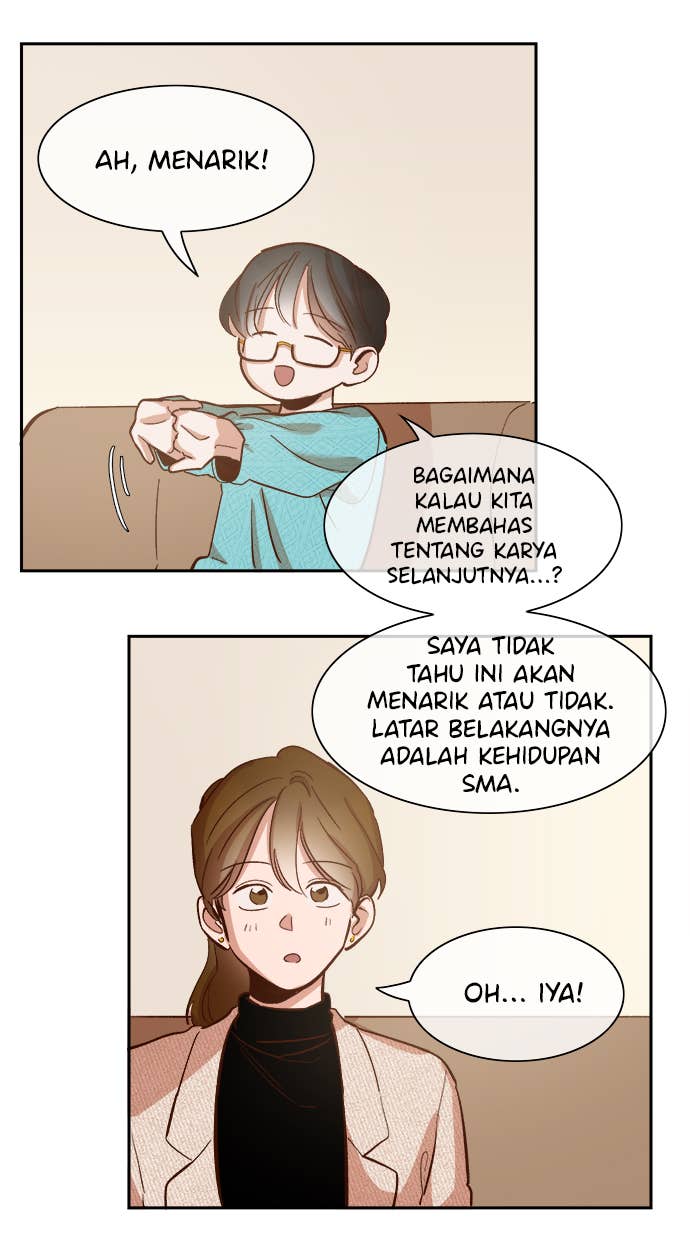 AH, MENARIK!
BAGAIMANA
KALAU KITA
MEMBAHAS
TENTANG KARYA
SELANJUTNYA...?
SAYA TIDAK
TAHU INI AKAN
MENARIK ATAU TIDAK.
LATAR BELAKANGNYA
ADALAH KEHIDUPAN
SMA.
OH... IYA!